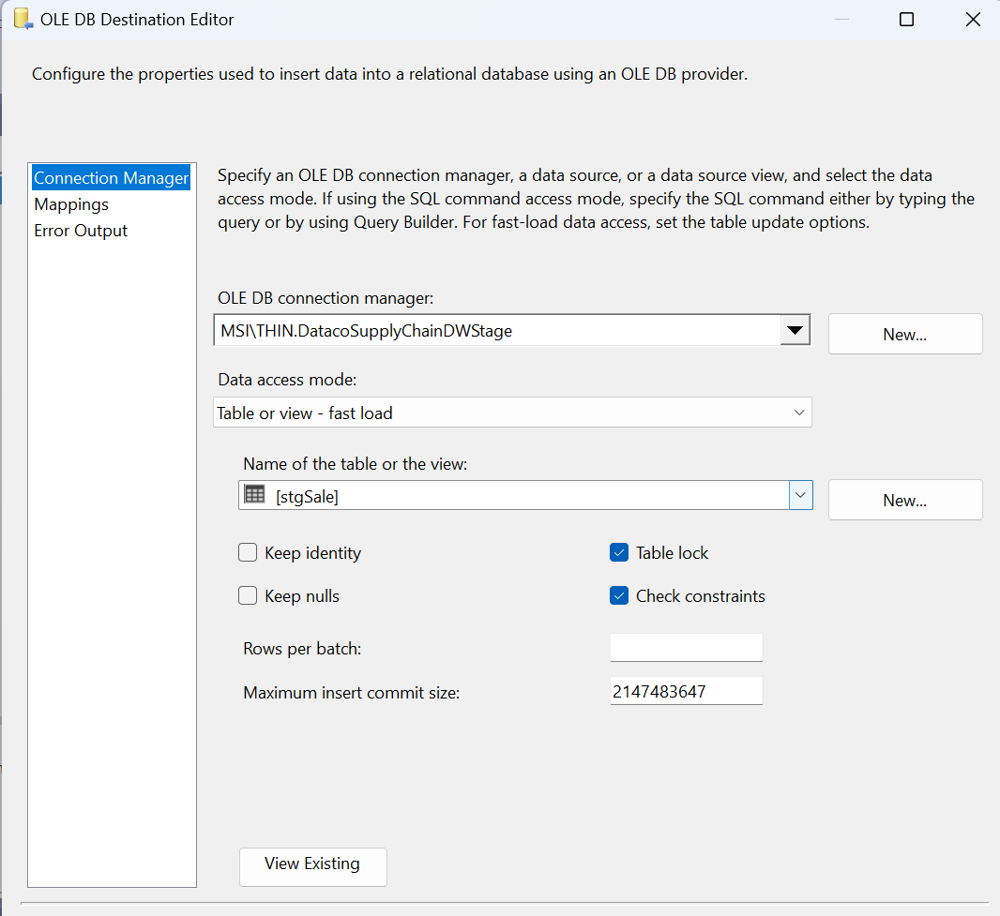 OLE DB Destination Editor
Configure the properties used to insert data into a relational database using an OLE DB provider.
Connection Manager
Mappings
Error Output
Specify an OLE DB connection manager, a data source, or a data source view, and select the data
access mode. If using the SQL command access mode, specify the SQL command either by typing the
query or by using Query Builder. For fast-load data access, set the table update options.
OLE DB connection manager:
MSI\THIN.DatacoSupplyChainDWStage
New...
Data access mode:
Table or view - fast load
Name of the table or the view:
[stgSale]
New...
Keep identity
Table lock
Keep nulls
Check constraints
Rows per batch:
Maximum insert commit size:
2147483647
View Existing